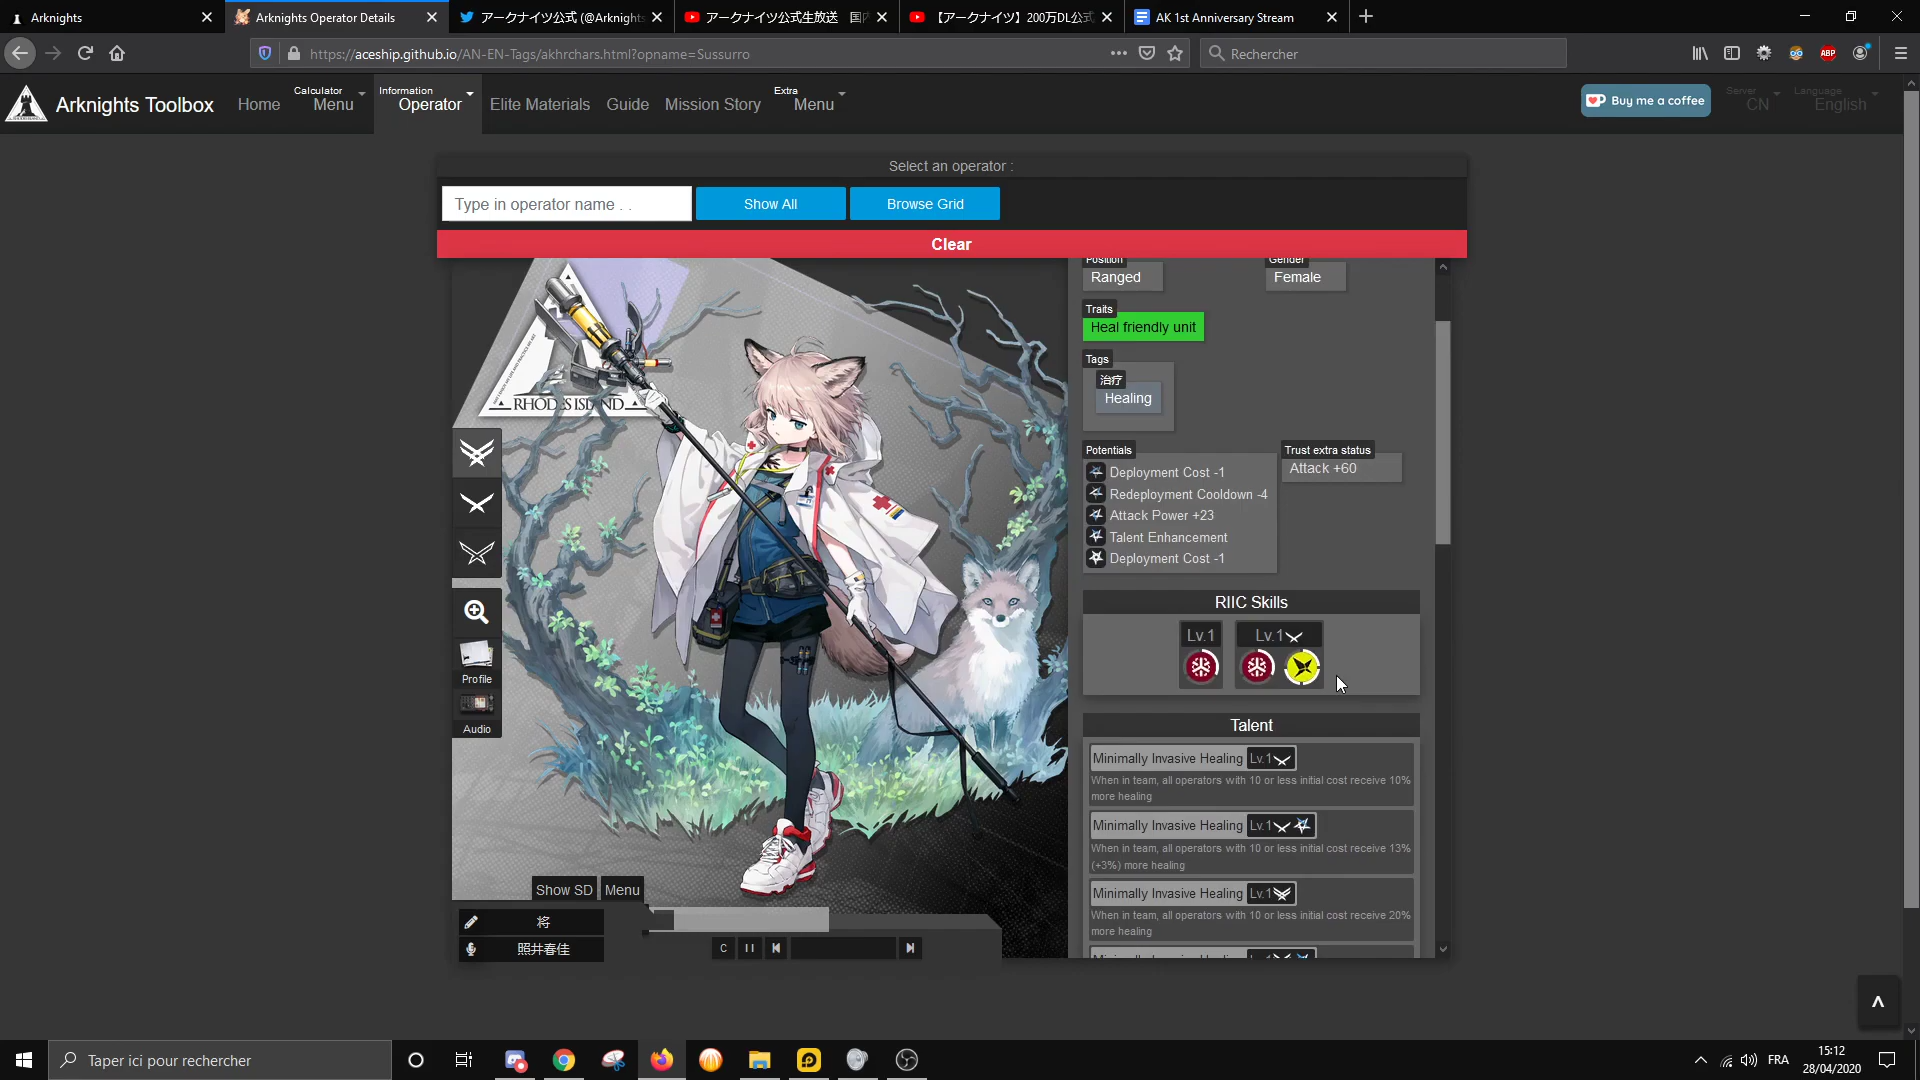 Arknights
Arknights Operator Details
アークナイツ公式 (@Arknights
アークナイツ公式生放送 国内
【アークナイツ】200万DL公式
AK 1st Anniversary Stream
https://aceship.github.io/AN-EN-Tags/akhrchars.html?opname=Sussurro
Rechercher
ABP
Arknights Toolbox
Home
Calculator
Menu
Information
Operator
Elite Materials
Guide
Mission Story
Extra
Menu
Buy me a coffee
Server
CN
Language
English
Select an operator :
Type in operator name . .
Show All
Browse Grid
Clear
RHODES ISLAND
Position
Ranged
Gender
Female
Traits
Heal friendly unit
Tags
治疗
Healing
Potentials
Deployment Cost -1
Redeployment Cooldown -4
Attack Power +23
Talent Enhancement
Deployment Cost -1
Trust extra status
Attack +60
RIIC Skills
Lv.1
Lv.1
Talent
Minimally Invasive Healing Lv.1
When in team, all operators with 10 or less initial cost receive 10%
more healing
Minimally Invasive Healing Lv.1
When in team, all operators with 10 or less initial cost receive 13%
(+3%) more healing
Minimally Invasive Healing Lv.1
When in team, all operators with 10 or less initial cost receive 20%
more healing
Minimally Invasive Healing Lv.1
Profile
Audio
Show SD
Menu
将
照井春佳
C
Taper ici pour rechercher
FRA
15:12
28/04/2020